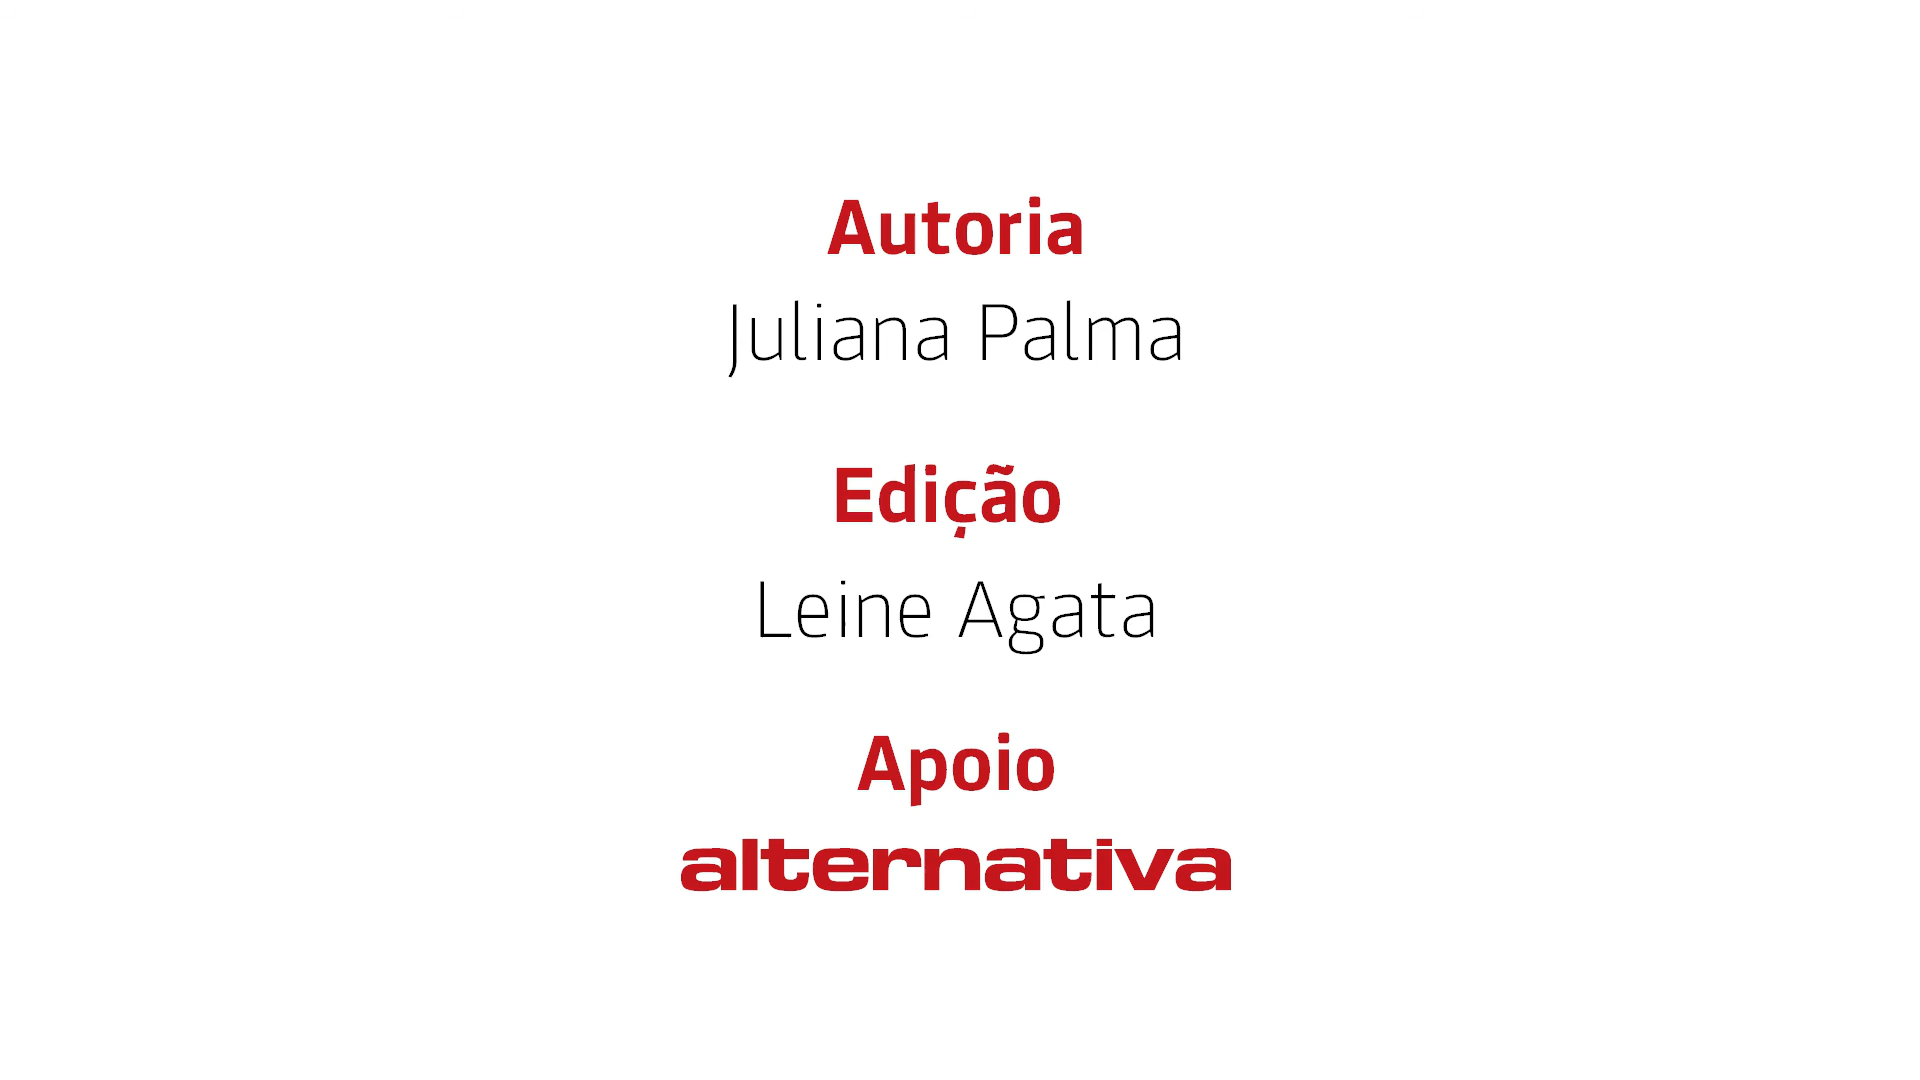 Autoria
Juliana Palma
Edição
Leine Agata
Apoio
alternativa